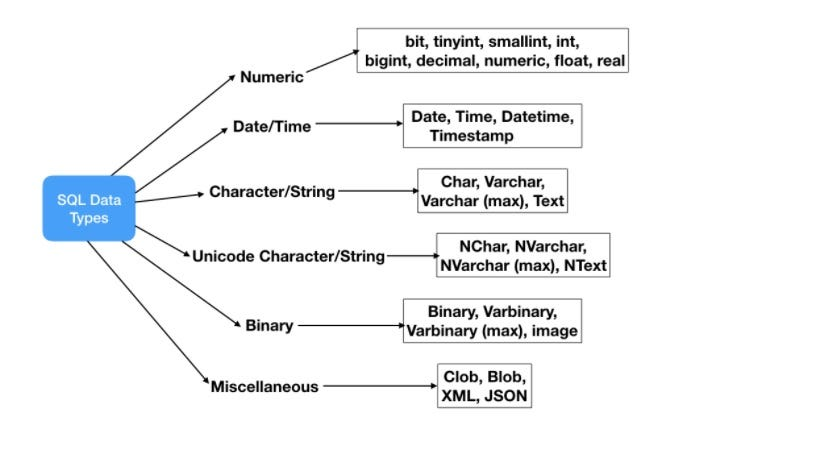 SQL Data
Types
Numeric
bit, tinyint, smallint, int,
bigint, decimal, numeric, float, real
Date/Time
Date, Time, Datetime,
Timestamp
Character/String
Char, Varchar,
Varchar (max), Text
Unicode Character/String
NChar, NVarchar,
NVarchar (max), NText
Binary
Binary, Varbinary,
Varbinary (max), image
Miscellaneous
Clob, Blob,
XML, JSON